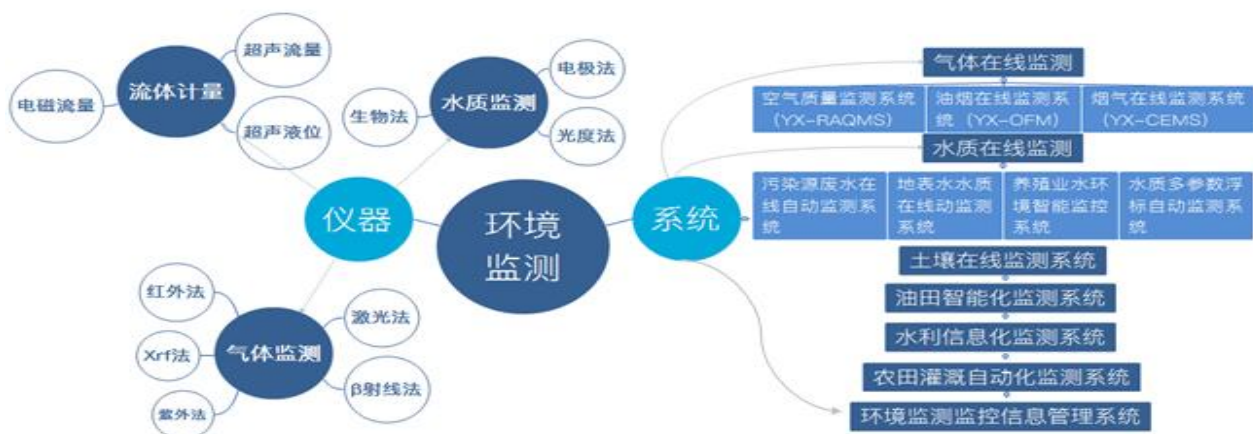 超声流量
流体计量
电磁流量
超声液位
电极法
水质监测
生物法
光度法
仪器
环境
监测
系统
红外法
激光法
Xrf法
气体监测
β射线法
紫外法
气体在线监测
空气质量监测系统
（YX-RAQMS）
油烟在线监测系
统（YX-OFM）
烟气在线监测系统
（YX-CEMS）
水质在线监测
污染源废水在
线自动监测系
统
地表水水质
在线动监测
系统
养殖业水环
境智能监控
系统
水质多参数浮
标自动监测系
统
土壤在线监测系统
油田智能化监测系统
水利信息化监测系统
农田灌溉自动化监测系统
环境监测监控信息管理系统